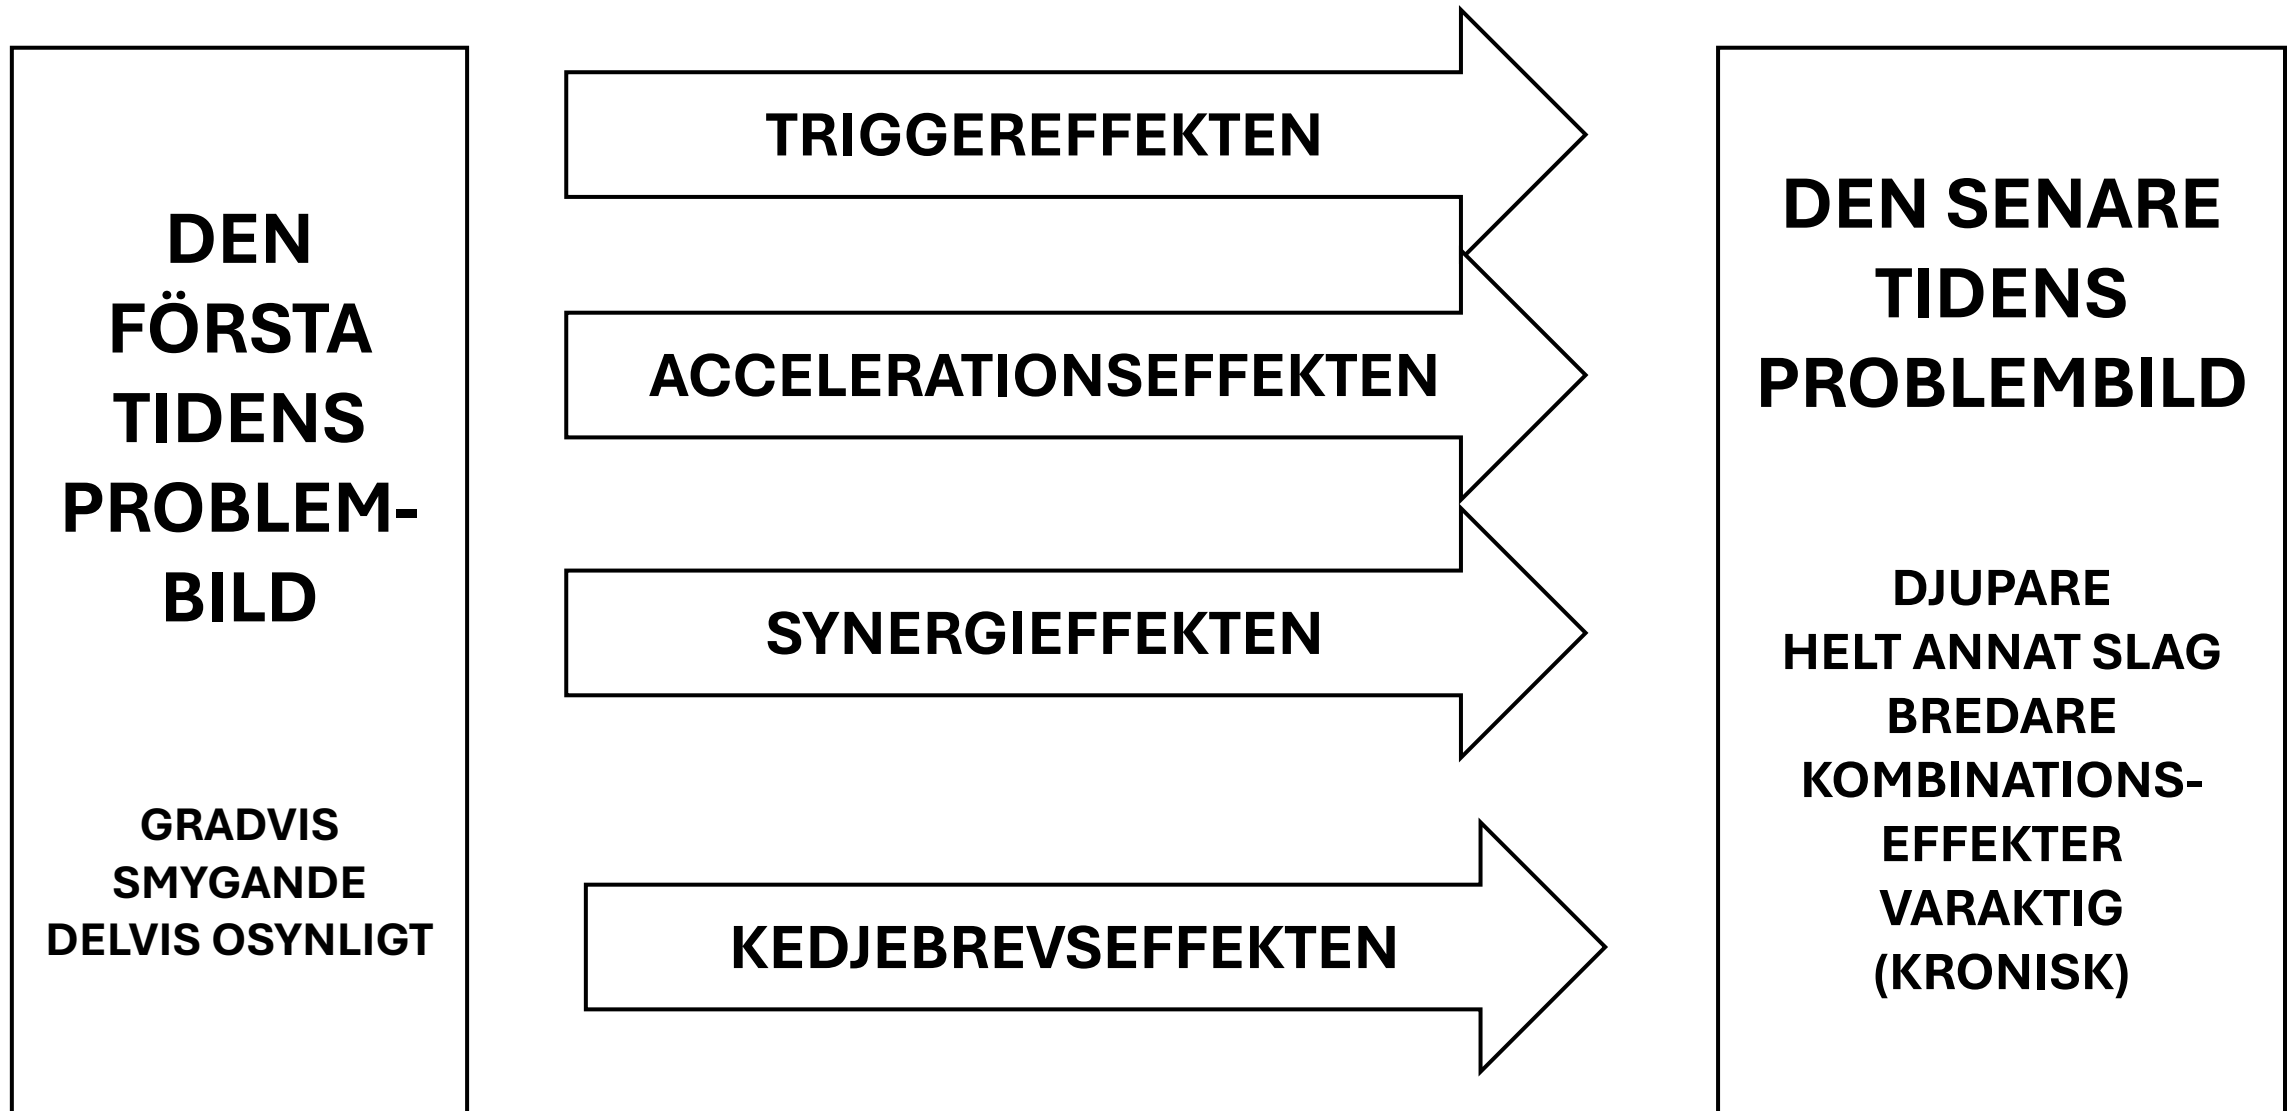 DEN
FÖRSTA
TIDENS
PROBLEM-
BILD
GRADVIS
SMYGANDE
DELVIS OSYNLIGT
TRIGGEREFFEKTEN
ACCELERATIONSEFFEKTEN
SYNERGIEFFEKTEN
KEDJEBREVSEFFEKTEN
DEN SENARE
TIDENS
PROBLEMBILD
DJUPARE
HELT ANNAT SLAG
BREDARE
KOMBINATIONS-
EFFEKTER
VARAKTIG
(KRONISK)